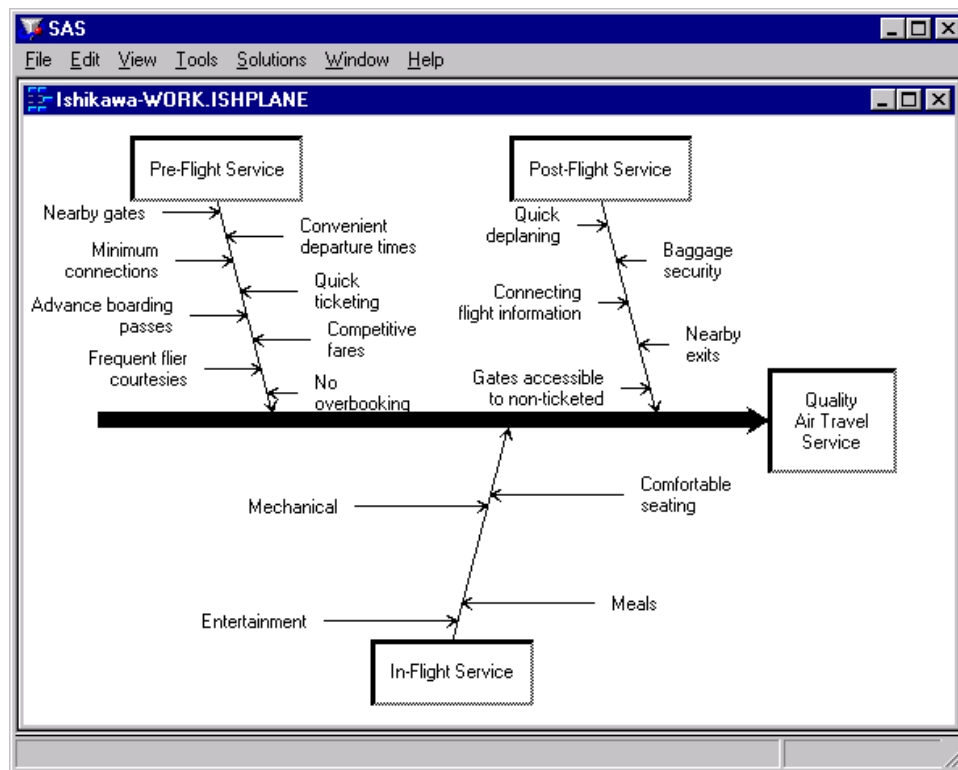 SAS
File Edit View Tools Solutions Window Help
Ishikawa-WORK.ISHPLANE
Pre-Flight Service
Post-Flight Service
Nearby gates
Convenient
departure times
Minimum
connections
Quick
ticketing
Advance boarding
passes
Competitive
fares
Frequent flier
courtesies
No
overbooking
Quick
deplaning
Baggage
security
Connecting
flight information
Nearby
exits
Gates accessible
to non-ticketed
Quality
Air Travel
Service
Mechanical
Comfortable
seating
Entertainment
Meals
In-Flight Service